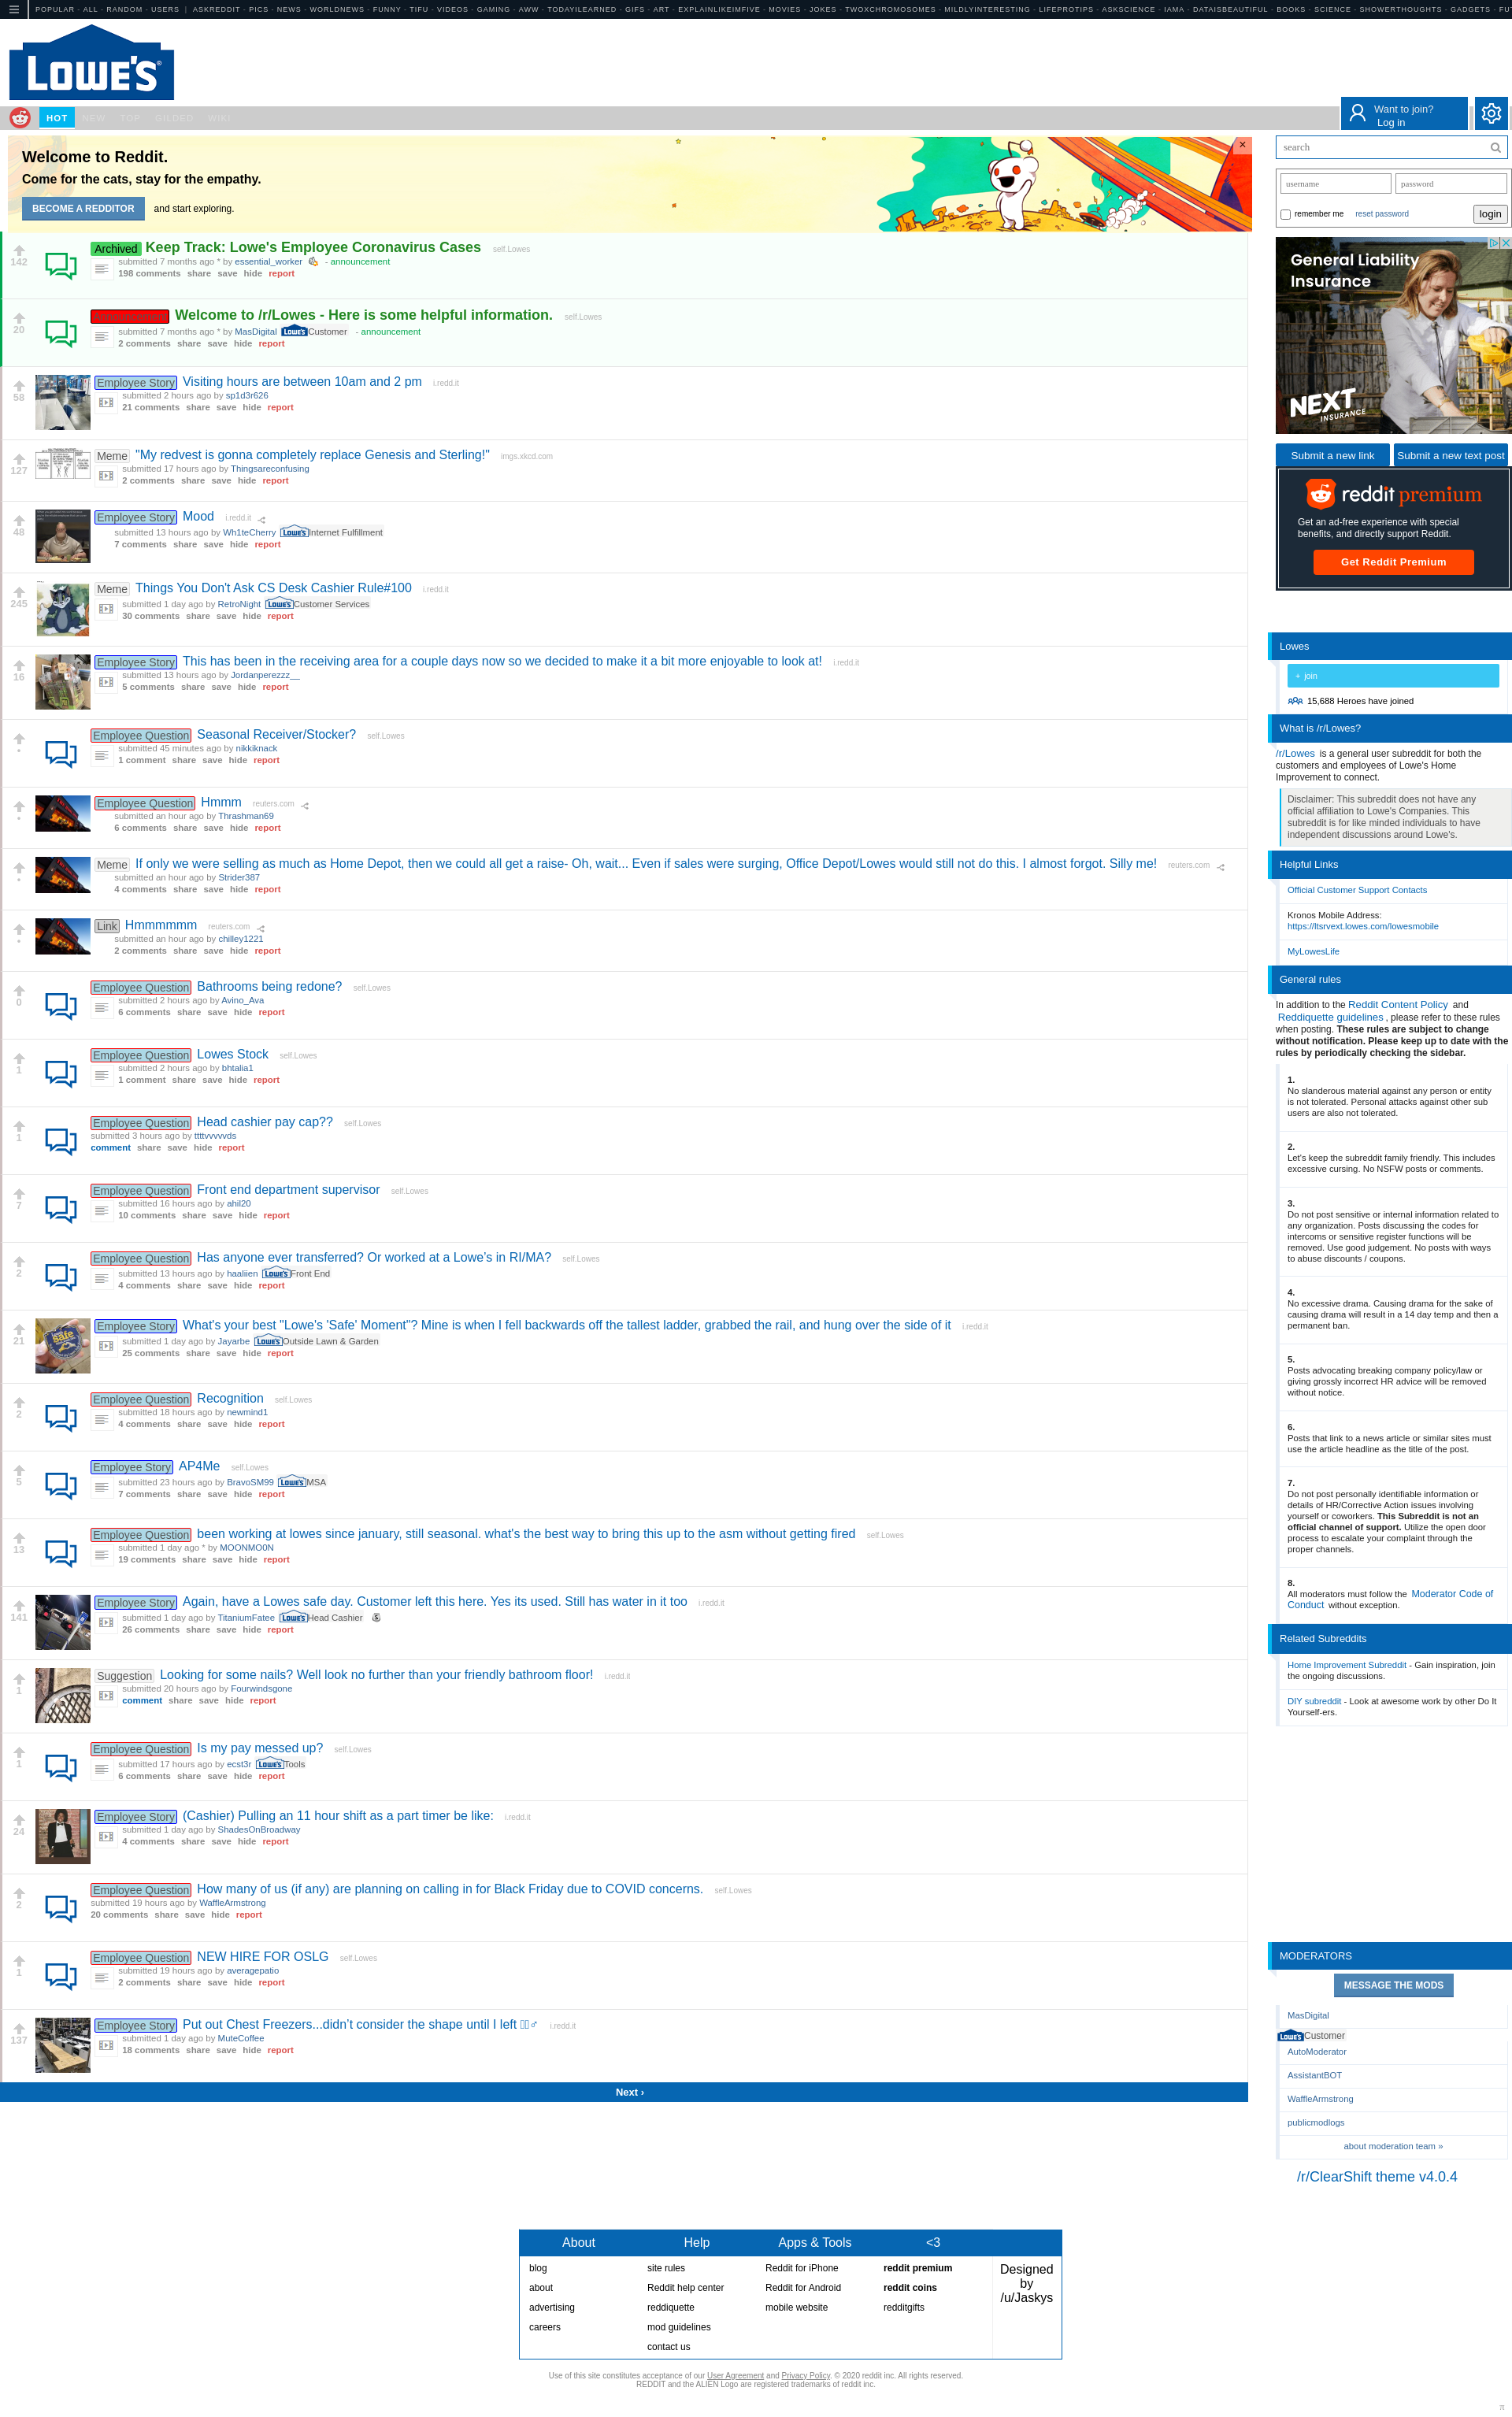 POPULAR - ALL - RANDOM - USERS | ASKREDDIT - PICS - NEWS - WORLDNEWS - FUNNY - TIFU - VIDEOS - GAMING - AWW - TODAYILEARNED - GIFS - ART - EXPLAINLIKEIMFIVE - MOVIES - JOKES - TWOXCHROMOSOMES - MILDLYINTERESTING - LIFEPROTIPS - ASKSCIENCE - IAMA - DATAISBEAUTIFUL - BOOKS - SCIENCE - SHOWERTHOUGHTS - GADGETS - FU
LOWE'S
HOT NEW TOP GILDED WIKI
Want to join?
Log in
Welcome to Reddit.
Come for the cats, stay for the empathy.
BECOME A REDDITOR and start exploring.
×
142
Archived Keep Track: Lowe's Employee Coronavirus Cases self.Lowes
submitted 7 months ago * by essential_worker - announcement
198 comments share save hide report
20
Welcome to /r/Lowes - Here is some helpful information. self.Lowes
submitted 7 months ago * by MasDigital Lowe's Customer - announcement
2 comments share save hide report
58
Employee Story Visiting hours are between 10am and 2 pm i.redd.it
submitted 2 hours ago by sp1d3r626
21 comments share save hide report
127
Meme "My redvest is gonna completely replace Genesis and Sterling!" imgs.xkcd.com
submitted 17 hours ago by Thingsareconfusing
2 comments share save hide report
48
Employee Story Mood i.redd.it
submitted 13 hours ago by Wh1teCherry Lowe's Internet Fulfillment
7 comments share save hide report
245
Meme Things You Don't Ask CS Desk Cashier Rule#100 i.redd.it
submitted 1 day ago by RetroNight Lowe's Customer Services
30 comments share save hide report
16
Employee Story This has been in the receiving area for a couple days now so we decided to make it a bit more enjoyable to look at! i.redd.it
submitted 13 hours ago by Jordanperezzz__
5 comments share save hide report
•
Employee Question Seasonal Receiver/Stocker? self.Lowes
submitted 45 minutes ago by nikkiknack
1 comment share save hide report
•
Employee Question Hmmm reuters.com
submitted an hour ago by Thrashman69
6 comments share save hide report
•
Meme If only we were selling as much as Home Depot, then we could all get a raise- Oh, wait... Even if sales were surging, Office Depot/Lowes would still not do this. I almost forgot. Silly me! reuters.com
submitted an hour ago by Strider387
4 comments share save hide report
•
Link Hmmmmmm reuters.com
submitted an hour ago by chilley1221
2 comments share save hide report
0
Employee Question Bathrooms being redone? self.Lowes
submitted 2 hours ago by Avino_Ava
6 comments share save hide report
1
Employee Question Lowes Stock self.Lowes
submitted 2 hours ago by bhtalia1
1 comment share save hide report
1
Employee Question Head cashier pay cap?? self.Lowes
submitted 3 hours ago by ttttvvvvvds
comment share save hide report
7
Employee Question Front end department supervisor self.Lowes
submitted 16 hours ago by ahil20
10 comments share save hide report
2
Employee Question Has anyone ever transferred? Or worked at a Lowe's in RI/MA? self.Lowes
submitted 13 hours ago by haaliien Lowe's Front End
4 comments share save hide report
21
Employee Story What's your best "Lowe's 'Safe' Moment"? Mine is when I fell backwards off the tallest ladder, grabbed the rail, and hung over the side of it i.redd.it
submitted 1 day ago by Jayarbe Lowe's Outside Lawn & Garden
25 comments share save hide report
2
Employee Question Recognition self.Lowes
submitted 18 hours ago by newmind1
4 comments share save hide report
5
Employee Story AP4Me self.Lowes
submitted 23 hours ago by BravoSM99 Lowe's MSA
7 comments share save hide report
13
Employee Question been working at lowes since january, still seasonal. what's the best way to bring this up to the asm without getting fired self.Lowes
submitted 1 day ago * by MOONMO0N
19 comments share save hide report
141
Employee Story Again, have a Lowes safe day. Customer left this here. Yes its used. Still has water in it too i.redd.it
submitted 1 day ago by TitaniumFatee Lowe's Head Cashier
26 comments share save hide report
1
Suggestion Looking for some nails? Well look no further than your friendly bathroom floor! i.redd.it
submitted 20 hours ago by Fourwindsgone
comment share save hide report
1
Employee Question Is my pay messed up? self.Lowes
submitted 17 hours ago by ecst3r Lowe's Tools
6 comments share save hide report
24
Employee Story (Cashier) Pulling an 11 hour shift as a part timer be like: i.redd.it
submitted 1 day ago by ShadesOnBroadway
4 comments share save hide report
2
Employee Question How many of us (if any) are planning on calling in for Black Friday due to COVID concerns. self.Lowes
submitted 19 hours ago by WaffleArmstrong
20 comments share save hide report
1
Employee Question NEW HIRE FOR OSLG self.Lowes
submitted 19 hours ago by averagepatio
2 comments share save hide report
137
Employee Story Put out Chest Freezers...didn't consider the shape until I left ♂ i.redd.it
submitted 1 day ago by MuteCoffee
18 comments share save hide report
Next ›
search
username password
remember me reset password login
General Liability
Insurance
NEXT
INSURANCE
Submit a new link Submit a new text post
reddit premium
Get an ad-free experience with special
benefits, and directly support Reddit.
Get Reddit Premium
Lowes
+ join
15,688 Heroes have joined
What is /r/Lowes?
/r/Lowes is a general user subreddit for both the
customers and employees of Lowe's Home
Improvement to connect.
Disclaimer: This subreddit does not have any
official affiliation to Lowe's Companies. This
subreddit is for like minded individuals to have
independent discussions around Lowe's.
Helpful Links
Official Customer Support Contacts
Kronos Mobile Address:
https://ltsrvext.lowes.com/lowesmobile
MyLowesLife
General rules
In addition to the Reddit Content Policy and
Reddiquette guidelines , please refer to these rules
when posting. These rules are subject to change
without notification. Please keep up to date with the
rules by periodically checking the sidebar.
1.
No slanderous material against any person or entity
is not tolerated. Personal attacks against other sub
users are also not tolerated.
2.
Let's keep the subreddit family friendly. This includes
excessive cursing. No NSFW posts or comments.
3.
Do not post sensitive or internal information related to
any organization. Posts discussing the codes for
intercoms or sensitive register functions will be
removed. Use good judgement. No posts with ways
to abuse discounts / coupons.
4.
No excessive drama. Causing drama for the sake of
causing drama will result in a 14 day temp and then a
permanent ban.
5.
Posts advocating breaking company policy/law or
giving grossly incorrect HR advice will be removed
without notice.
6.
Posts that link to a news article or similar sites must
use the article headline as the title of the post.
7.
Do not post personally identifiable information or
details of HR/Corrective Action issues involving
yourself or coworkers. This Subreddit is not an
official channel of support. Utilize the open door
process to escalate your complaint through the
proper channels.
8.
All moderators must follow the Moderator Code of
Conduct without exception.
Related Subreddits
Home Improvement Subreddit - Gain inspiration, join
the ongoing discussions.
DIY subreddit - Look at awesome work by other Do It
Yourself-ers.
MODERATORS
MESSAGE THE MODS
MasDigital
Lowe's Customer
AutoModerator
AssistantBOT
WaffleArmstrong
publicmodlogs
about moderation team »
/r/ClearShift theme v4.0.4
About Help Apps & Tools <3
blog site rules Reddit for iPhone reddit premium Designed
about Reddit help center Reddit for Android reddit coins by
advertising reddiquette mobile website redditgifts /u/Jaskys
careers mod guidelines
contact us
Use of this site constitutes acceptance of our User Agreement and Privacy Policy. © 2020 reddit inc. All rights reserved.
REDDIT and the ALIEN Logo are registered trademarks of reddit inc.